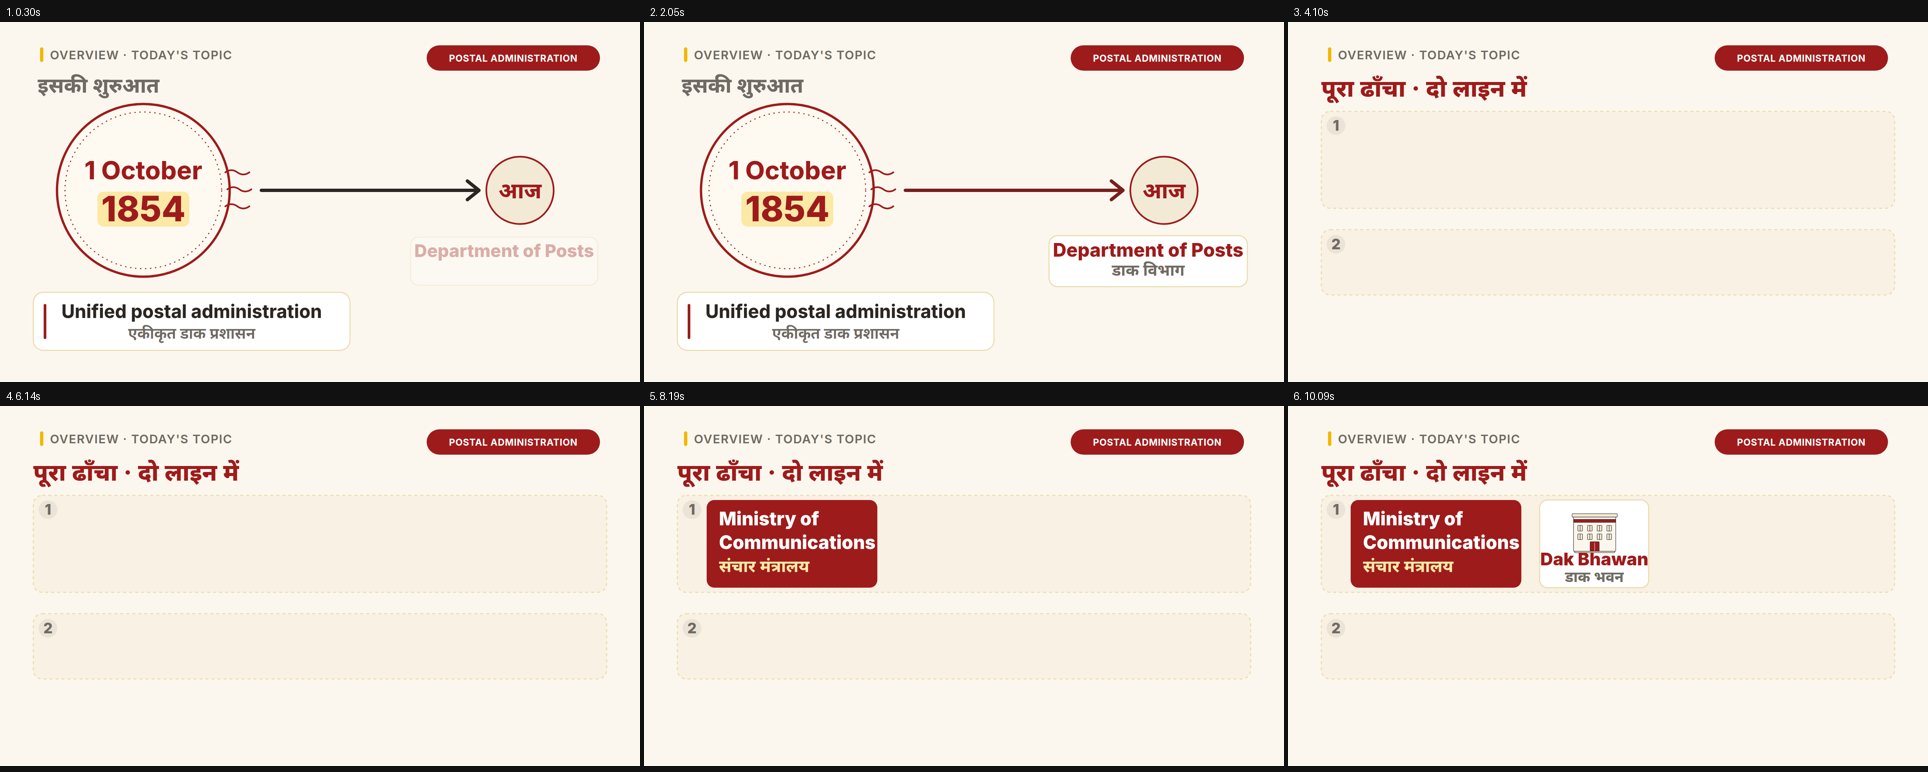 1. 0.30s
OVERVIEW · TODAY'S TOPIC
POSTAL ADMINISTRATION
इसकी शुरुआत
1 October
1854
आज
Department of Posts
Unified postal administration
एकीकृत डाक प्रशासन
2. 2.05s
OVERVIEW · TODAY'S TOPIC
POSTAL ADMINISTRATION
इसकी शुरुआत
1 October
1854
आज
Department of Posts
डाक विभाग
Unified postal administration
एकीकृत डाक प्रशासन
3. 4.10s
OVERVIEW · TODAY'S TOPIC
POSTAL ADMINISTRATION
पूरा ढाँचा · दो लाइन में
1
2
4. 6.14s
OVERVIEW · TODAY'S TOPIC
POSTAL ADMINISTRATION
पूरा ढाँचा · दो लाइन में
1
2
5. 8.19s
OVERVIEW · TODAY'S TOPIC
POSTAL ADMINISTRATION
पूरा ढाँचा · दो लाइन में
1
Ministry of
Communications
संचार मंत्रालय
2
6. 10.09s
OVERVIEW · TODAY'S TOPIC
POSTAL ADMINISTRATION
पूरा ढाँचा · दो लाइन में
1
Ministry of
Communications
संचार मंत्रालय
Dak Bhawan
डाक भवन
2